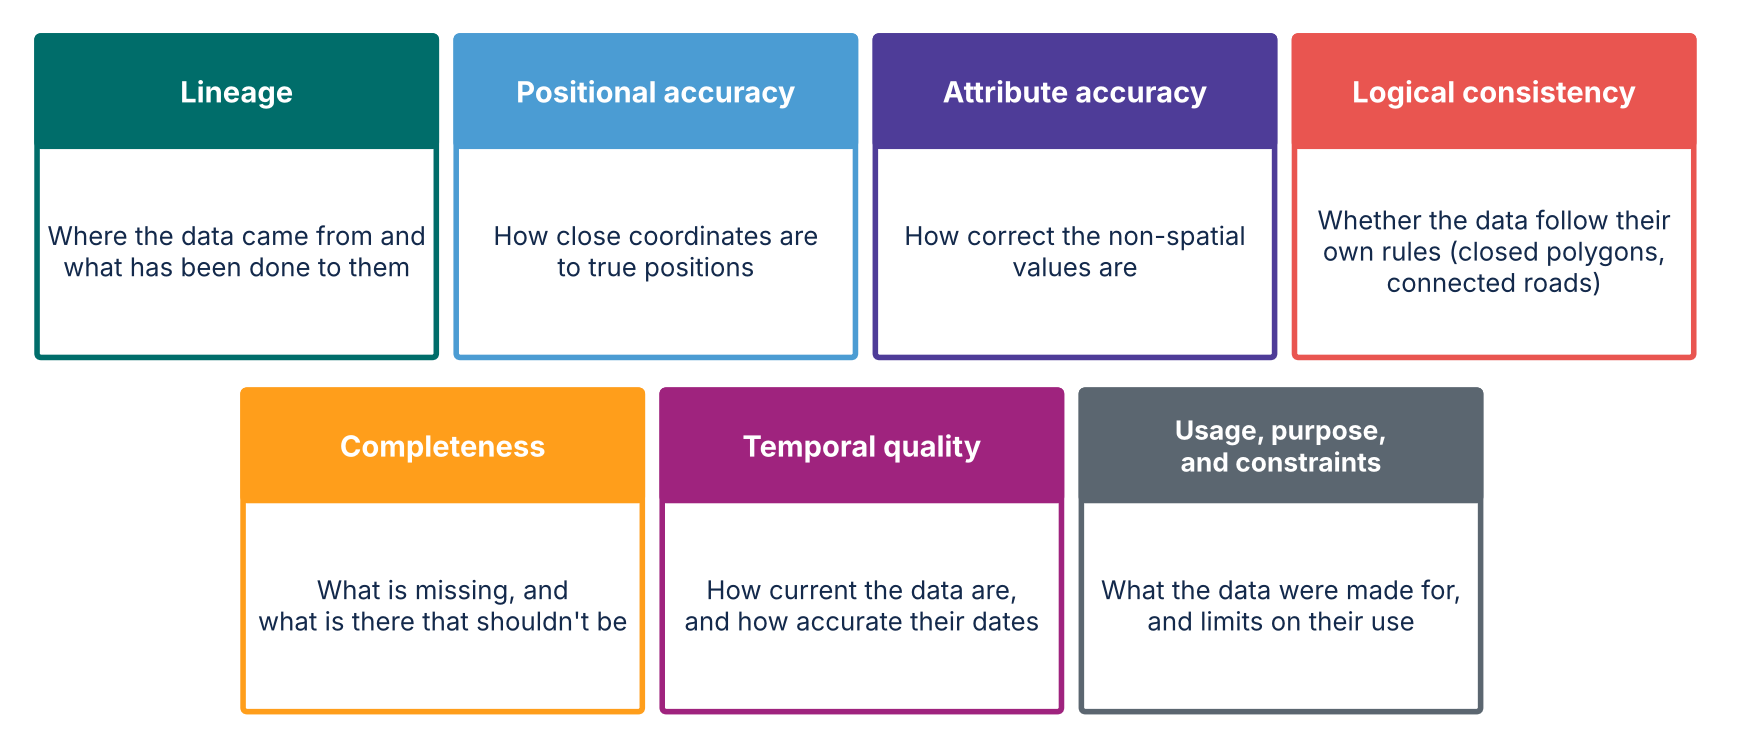 Lineage
Where the data came from and
what has been done to them
Positional accuracy
How close coordinates are
to true positions
Attribute accuracy
How correct the non-spatial
values are
Logical consistency
Whether the data follow their
own rules (closed polygons,
connected roads)
Completeness
What is missing, and
what is there that shouldn't be
Temporal quality
How current the data are,
and how accurate their dates
Usage, purpose,
and constraints
What the data were made for,
and limits on their use